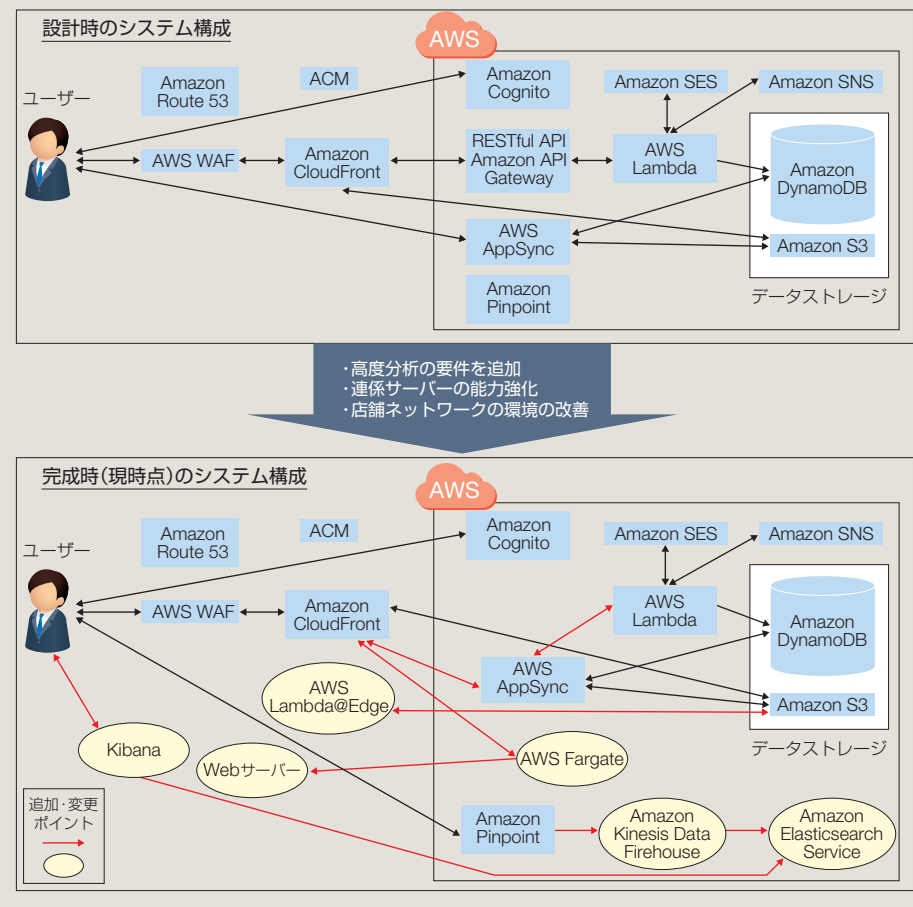 設計時のシステム構成
AWS
ユーザー
Amazon
Route 53
ACM
Amazon
Cognito
Amazon SES
Amazon SNS
AWS WAF
Amazon
CloudFront
RESTful API
Amazon API
Gateway
AWS
Lambda
Amazon
DynamoDB
AWS
AppSync
Amazon S3
Amazon
Pinpoint
データストレージ
・高度分析の要件を追加
・連係サーバーの能力強化
・店舗ネットワークの環境の改善
完成時(現時点)のシステム構成
AWS
ユーザー
Amazon
Route 53
ACM
Amazon
Cognito
Amazon SES
Amazon SNS
AWS WAF
Amazon
CloudFront
AWS
Lambda
Amazon
DynamoDB
AWS
AppSync
AWS
Lambda@Edge
Amazon S3
Kibana
Webサーバー
AWS Fargate
データストレージ
追加・変更
ポイント
Amazon
Pinpoint
Amazon
Kinesis Data
Firehouse
Amazon
Elasticsearch
Service